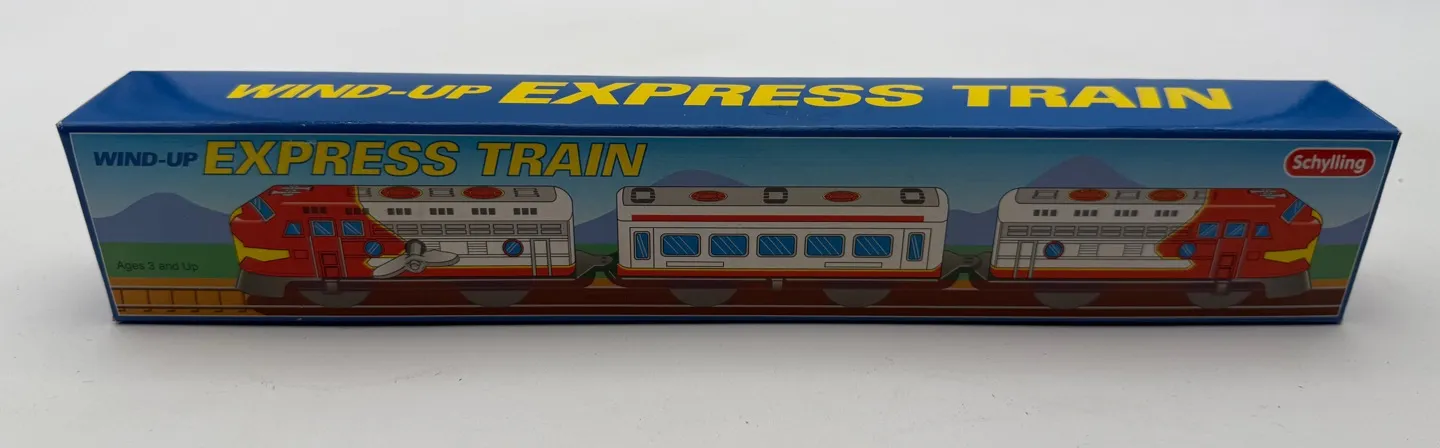 WIND-UP EXPRESS TRAIN
WIND-UP EXPRESS TRAIN
Schylling
Ages 3 and Up